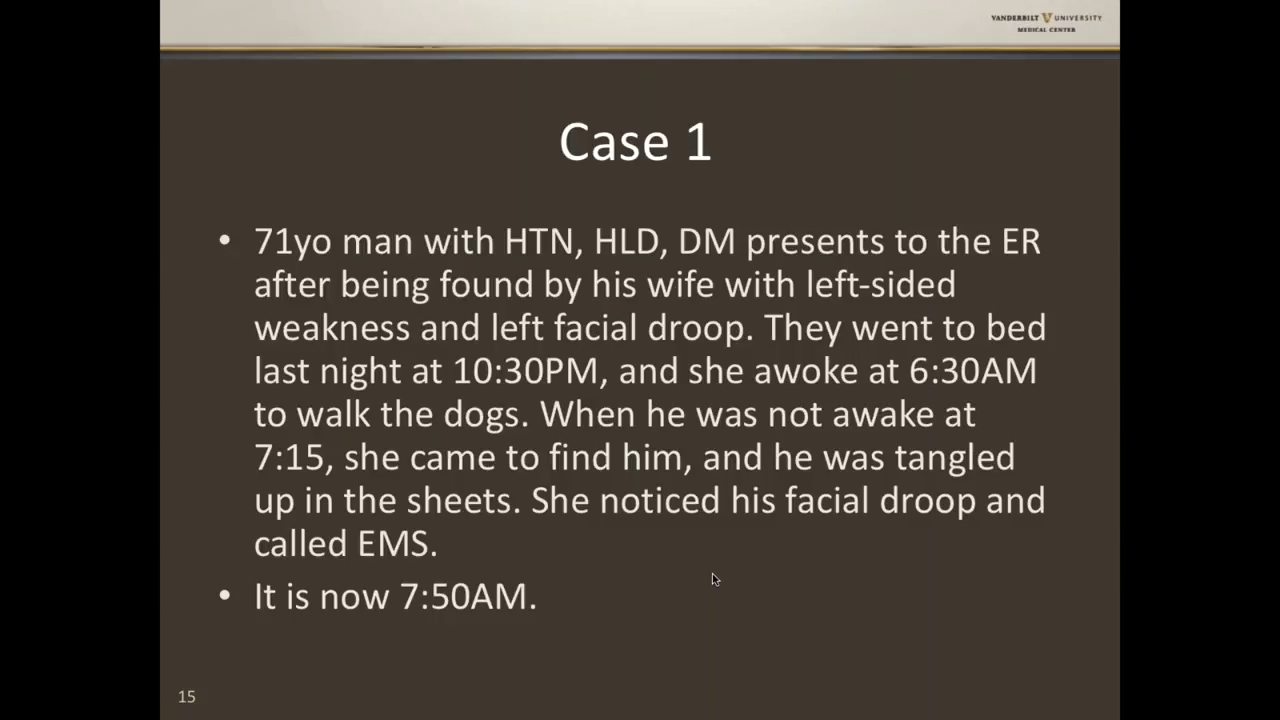 VANDERBILT V UNIVERSITY
MEDICAL CENTER
Case 1
• 71yo man with HTN, HLD, DM presents to the ER
after being found by his wife with left-sided
weakness and left facial droop. They went to bed
last night at 10:30PM, and she awoke at 6:30AM
to walk the dogs. When he was not awake at
7:15, she came to find him, and he was tangled
up in the sheets. She noticed his facial droop and
called EMS.
• It is now 7:50AM.
15